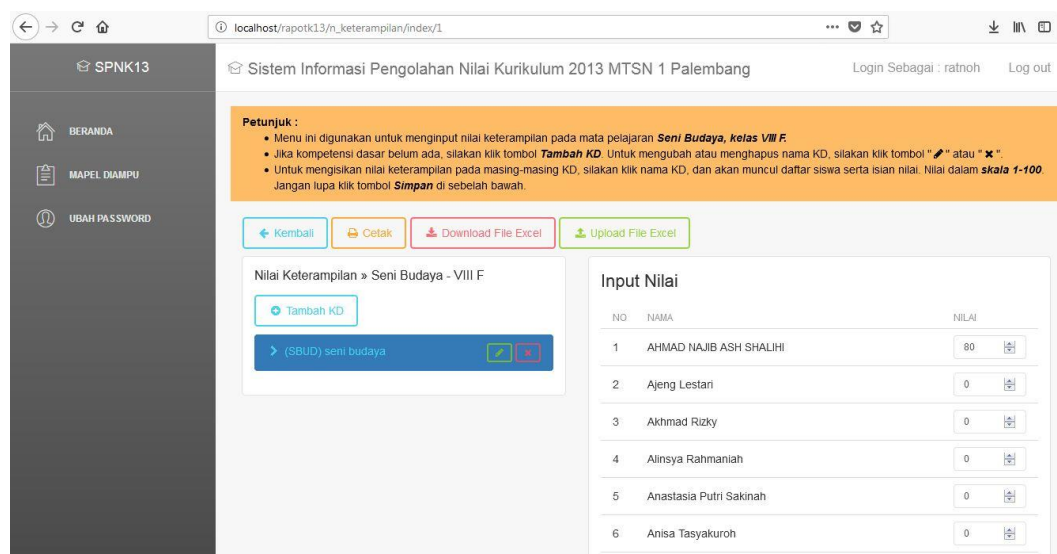 localhost/rapotk13/n_keterampilan/index/1
SPNK13
Sistem Informasi Pengolahan Nilai Kurikulum 2013 MTSN 1 Palembang
Login Sebagai : ratnoh
Log out
BERANDA
MAPEL DIAMPU
UBAH PASSWORD
Petunjuk :
• Menu ini digunakan untuk menginput nilai keterampilan pada mata pelajaran Seni Budaya, kelas VIII F.
• Jika kompetensi dasar belum ada, silakan klik tombol Tambah KD. Untuk mengubah atau menghapus nama KD, silakan klik tombol " " atau " × ".
• Untuk mengisikan nilai keterampilan pada masing-masing KD, silakan klik nama KD, dan akan muncul daftar siswa serta isian nilai. Nilai dalam skala 1-100.
Jangan lupa klik tombol Simpan di sebelah bawah.
Kembali
Cetak
Download File Excel
Upload File Excel
Nilai Keterampilan » Seni Budaya - VIII F
Tambah KD
(SBUD) seni budaya
Input Nilai
NO NAMA NILAI
1 AHMAD NAJIB ASH SHALIHI 80
2 Ajeng Lestari 0
3 Akhmad Rizky 0
4 Alinsya Rahmaniah 0
5 Anastasia Putri Sakinah 0
6 Anisa Tasyakuroh 0